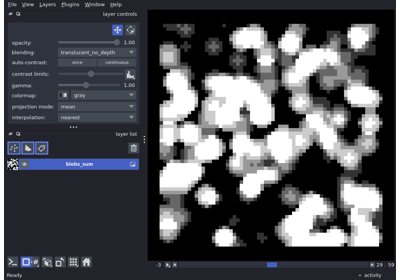 File View Layers Plugins Window Help
layer controls
opacity: 1.00
blending: translucent_no_depth
auto-contrast: once continuous
contrast limits:
gamma: 1.00
colormap: gray
projection mode: mean
interpolation: nearest
layer list
blobs_sum
-3 29 59
Ready activity